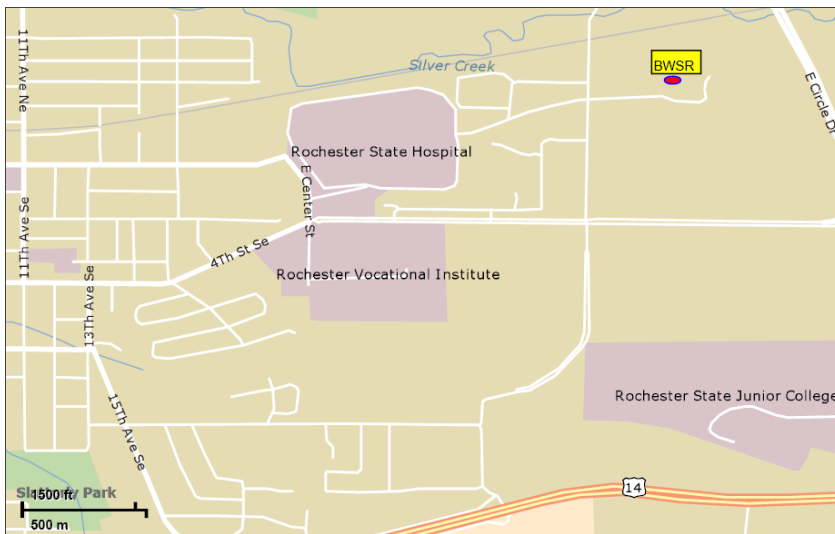 11Th Ave Ne
Silver Creek
BWSR
E Circle Dr
Rochester State Hospital
E Center St
11Th Ave Se
4Th St Se
Rochester Vocational Institute
13Th Ave Se
15Th Ave Se
Rochester State Junior College
14
Park
1500 ft
500 m